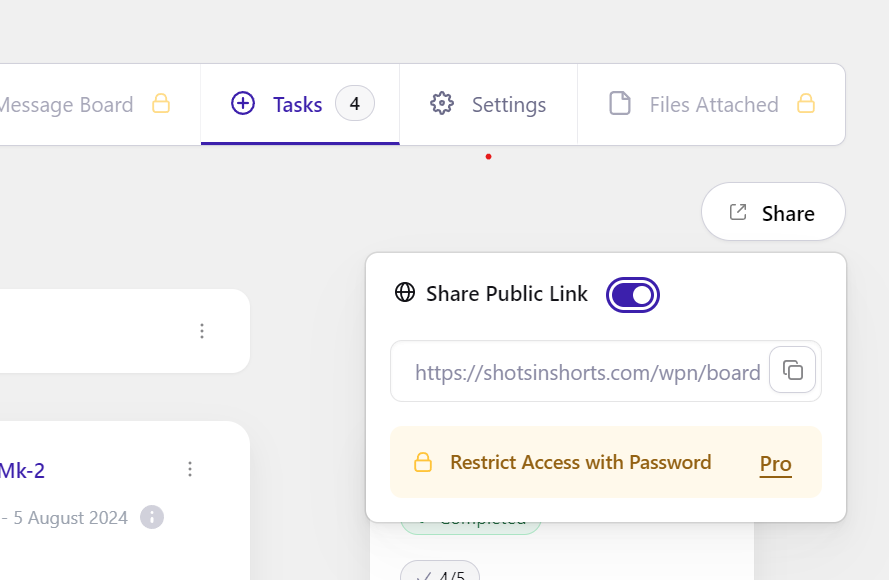 Message Board
Tasks 4
Settings
Files Attached
Share
Share Public Link
https://shotsinshorts.com/wpn/board
Restrict Access with Password Pro
Mk-2
- 5 August 2024
Completed
4/5